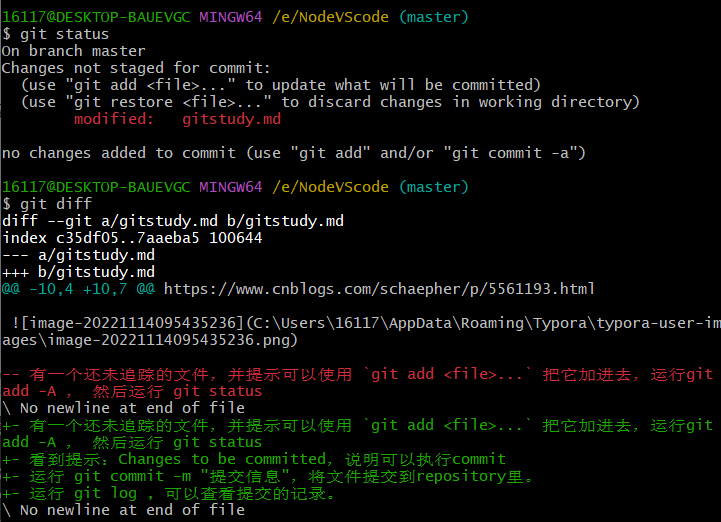 16117@DESKTOP-BAUEVGC MINGW64 /e/NodeVScode (master)
$ git status
On branch master
Changes not staged for commit:
  (use "git add <file>..." to update what will be committed)
  (use "git restore <file>..." to discard changes in working directory)
        modified:   gitstudy.md

no changes added to commit (use "git add" and/or "git commit -a")

16117@DESKTOP-BAUEVGC MINGW64 /e/NodeVScode (master)
$ git diff
diff --git a/gitstudy.md b/gitstudy.md
index c35df05..7aaeba5 100644
--- a/gitstudy.md
+++ b/gitstudy.md
@@ -10,4 +10,7 @@ https://www.cnblogs.com/schaepher/p/5561193.html

 ![image-20221114095435236](C:\Users\16117\AppData\Roaming\Typora\typora-user-im
ages\image-20221114095435236.png)

-- 有一个还未追踪的文件，并提示可以使用 `git add <file>...` 把它加进去，运行git
add -A ， 然后运行 git status
\ No newline at end of file
+- 有一个还未追踪的文件，并提示可以使用 `git add <file>...` 把它加进去，运行git
add -A ， 然后运行 git status
+- 看到提示：Changes to be committed，说明可以执行commit
+- 运行 git commit -m "提交信息"，将文件提交到repository里。
+- 运行 git log ，可以查看提交的记录。
\ No newline at end of file